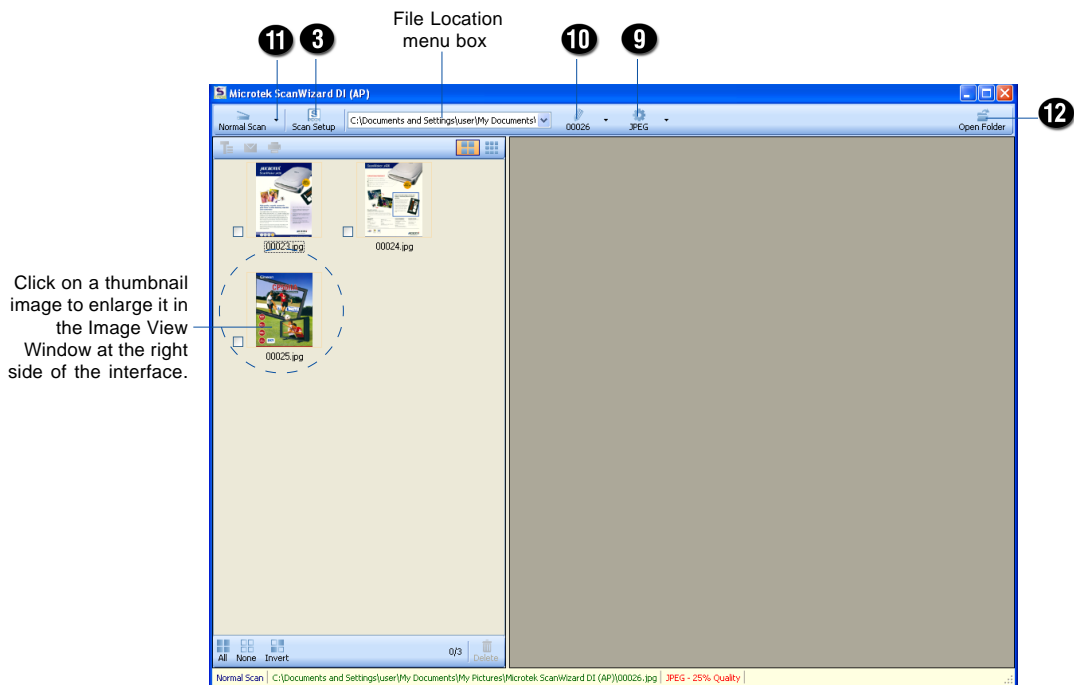 File Location
menu box
11
3
10
9
12
Microtek ScanWizard DI (AP)
Normal Scan
Scan Setup
C:\Documents and Settings\user\My Documents\
00026
JPEG
Open Folder
00023.jpg
00024.jpg
00025.jpg
Click on a thumbnail
image to enlarge it in
the Image View
Window at the right
side of the interface.
All
None
Invert
0/3
Delete
Normal Scan
C:\Documents and Settings\user\My Documents\My Pictures\Microtek ScanWizard DI (AP)\00026.jpg
JPEG - 25% Quality